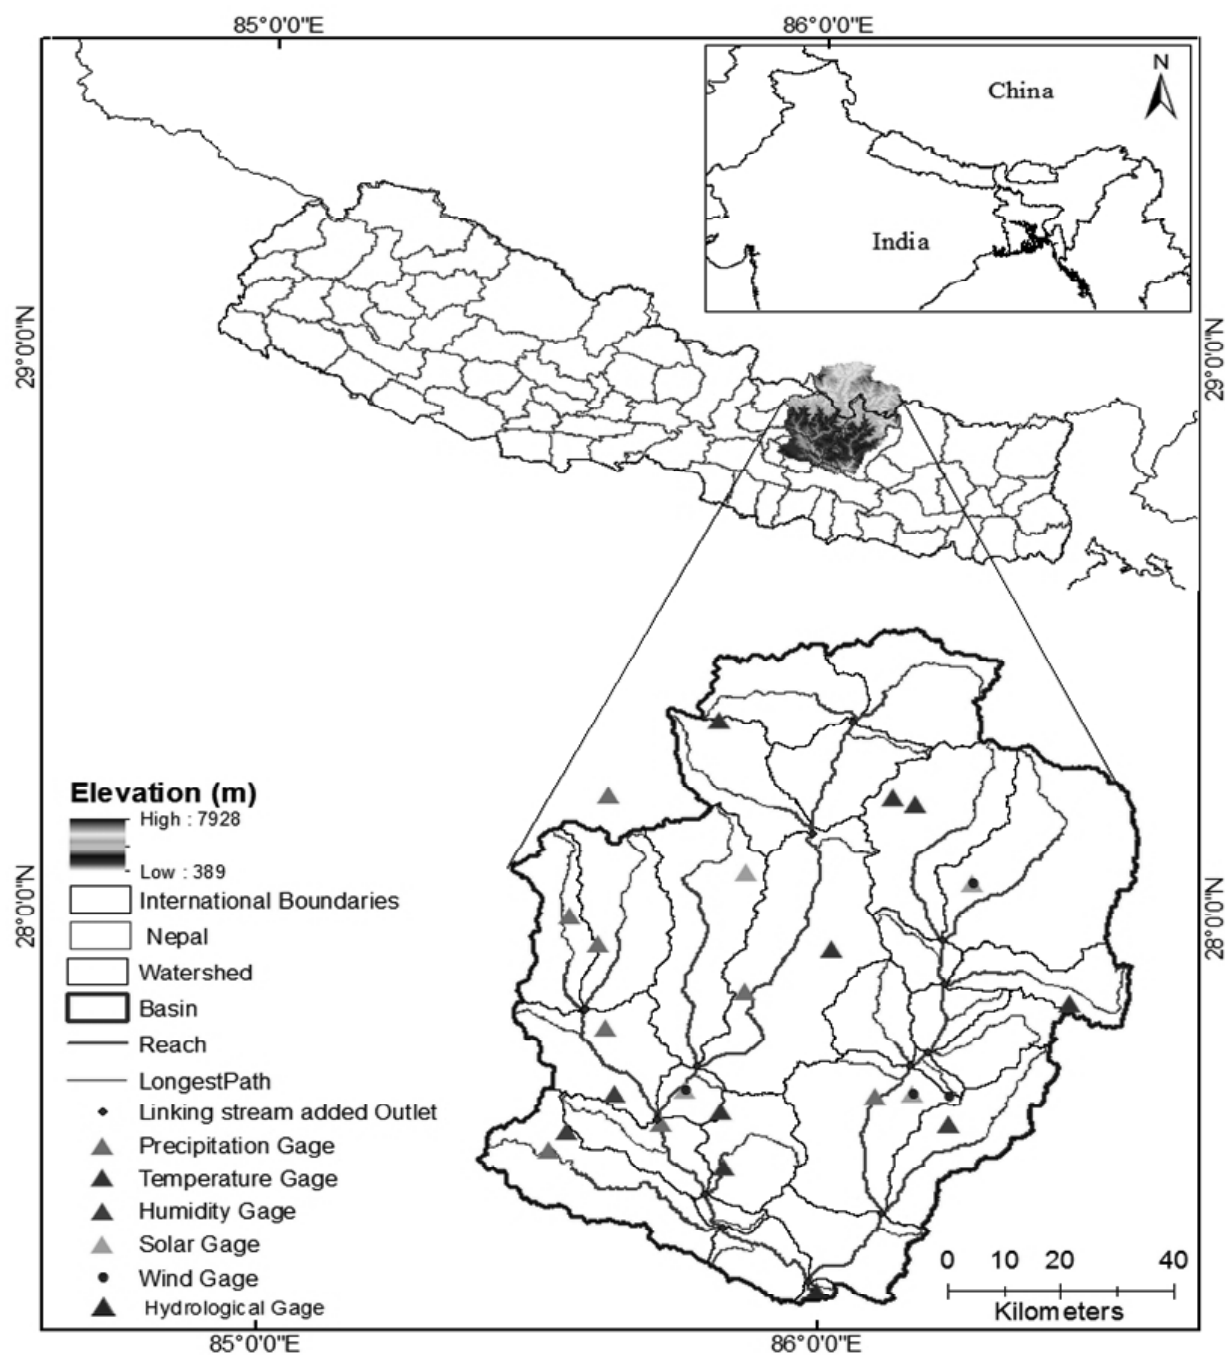 85°0'0"E
86°0'0"E
N
China
India
29°0'0"N
29°0'0"N
28°0'0"N
28°0'0"N
Elevation (m)
High : 7928
Low : 389
International Boundaries
Nepal
Watershed
Basin
Reach
LongestPath
Linking stream added Outlet
Precipitation Gage
Temperature Gage
Humidity Gage
Solar Gage
Wind Gage
Hydrological Gage
0 10 20 40
Kilometers
85°0'0"E
86°0'0"E